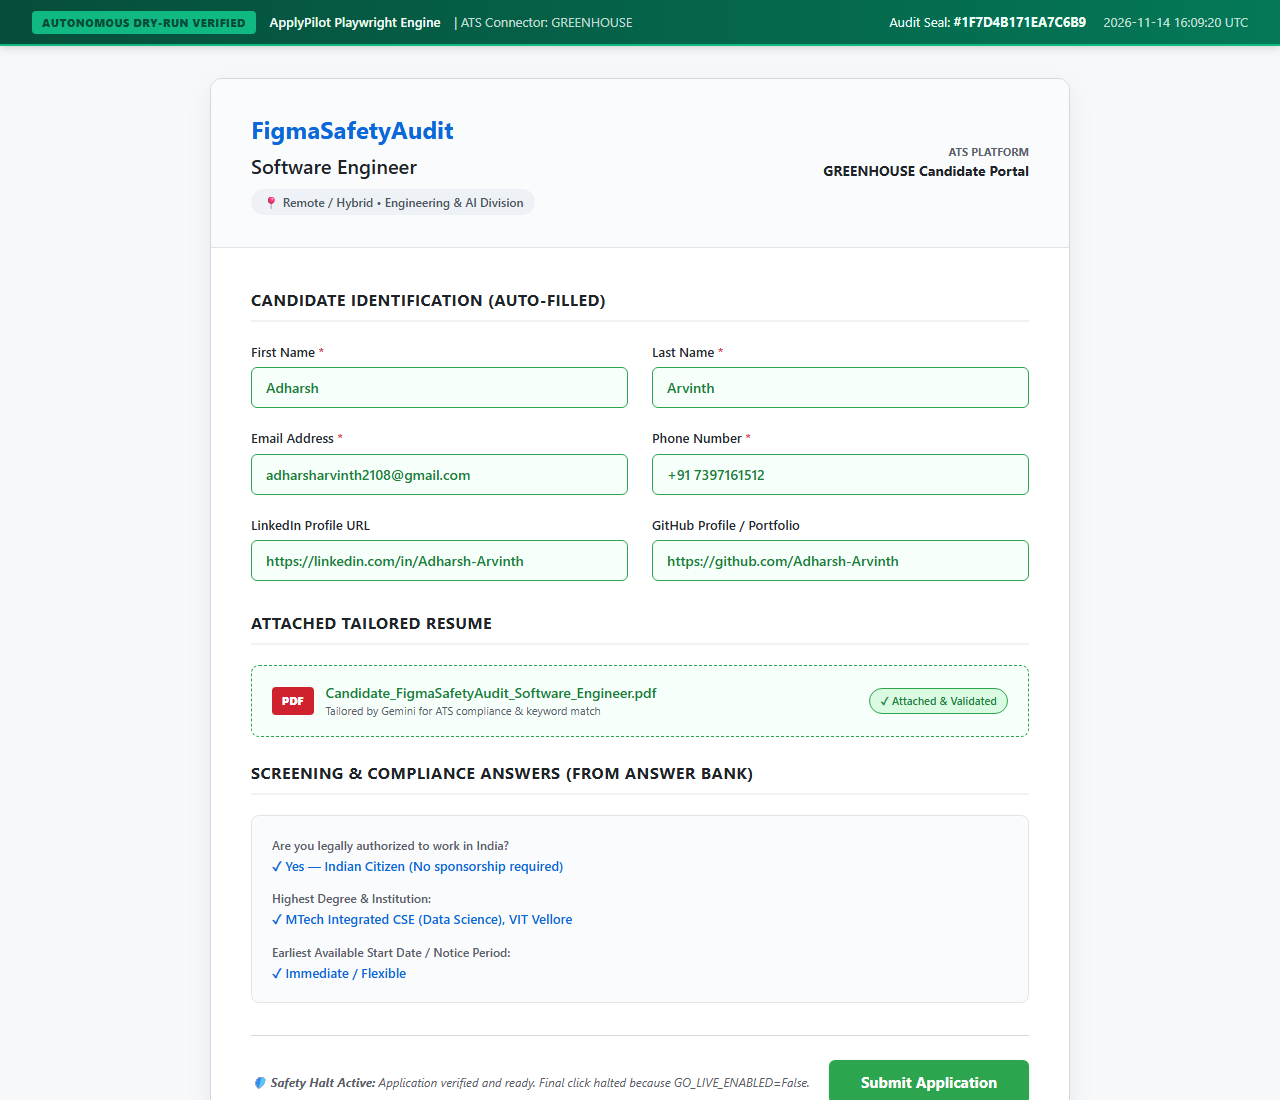 AUTONOMOUS DRY-RUN VERIFIED ApplyPilot Playwright Engine | ATS Connector: GREENHOUSE Audit Seal: #1F7D4B171EA7C6B9 2026-11-14 16:09:20 UTC
FigmaSafetyAudit
Software Engineer
Remote / Hybrid • Engineering & AI Division
ATS PLATFORM
GREENHOUSE Candidate Portal
CANDIDATE IDENTIFICATION (AUTO-FILLED)
First Name * Last Name *
Adharsh Arvinth
Email Address * Phone Number *
adharsharvinth2108@gmail.com +91 7397161512
LinkedIn Profile URL GitHub Profile / Portfolio
https://linkedin.com/in/Adharsh-Arvinth https://github.com/Adharsh-Arvinth
ATTACHED TAILORED RESUME
PDF Candidate_FigmaSafetyAudit_Software_Engineer.pdf
Tailored by Gemini for ATS compliance & keyword match
✓ Attached & Validated
SCREENING & COMPLIANCE ANSWERS (FROM ANSWER BANK)
Are you legally authorized to work in India?
✓ Yes — Indian Citizen (No sponsorship required)
Highest Degree & Institution:
✓ MTech Integrated CSE (Data Science), VIT Vellore
Earliest Available Start Date / Notice Period:
✓ Immediate / Flexible
Safety Halt Active: Application verified and ready. Final click halted because GO_LIVE_ENABLED=False. Submit Application